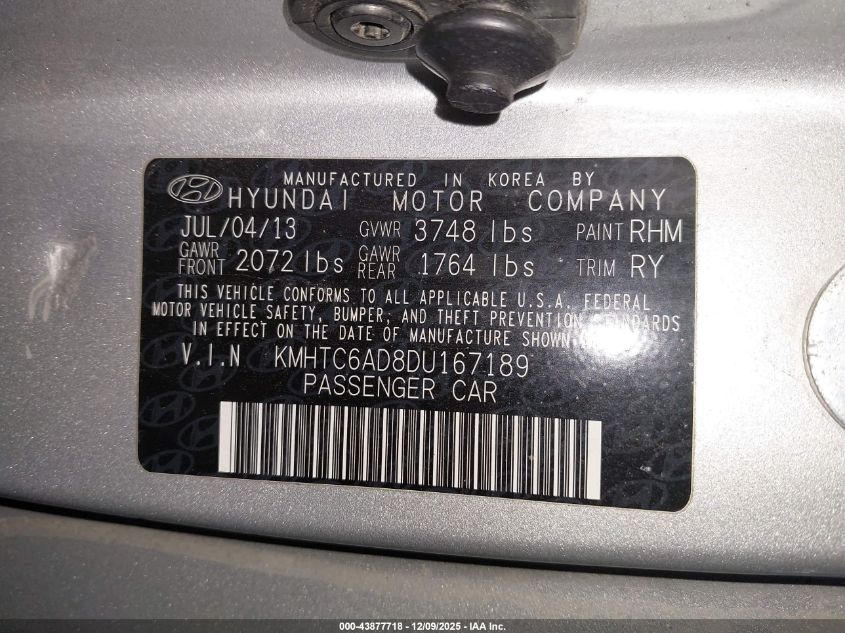 MANUFACTURED IN KOREA BY
HYUNDAI MOTOR COMPANY
JUL/04/13 GVWR 3748 lbs PAINT RHM
GAWR FRONT 2072 lbs GAWR REAR 1764 lbs TRIM RY
THIS VEHICLE CONFORMS TO ALL APPLICABLE U.S.A. FEDERAL
MOTOR VEHICLE SAFETY, BUMPER, AND THEFT PREVENTION STANDARDS
IN EFFECT ON THE DATE OF MANUFACTURE SHOWN
V.I.N KMHTC6AD8DU167189
PASSENGER CAR
000-43877718 - 12/09/2025 - IAA Inc.